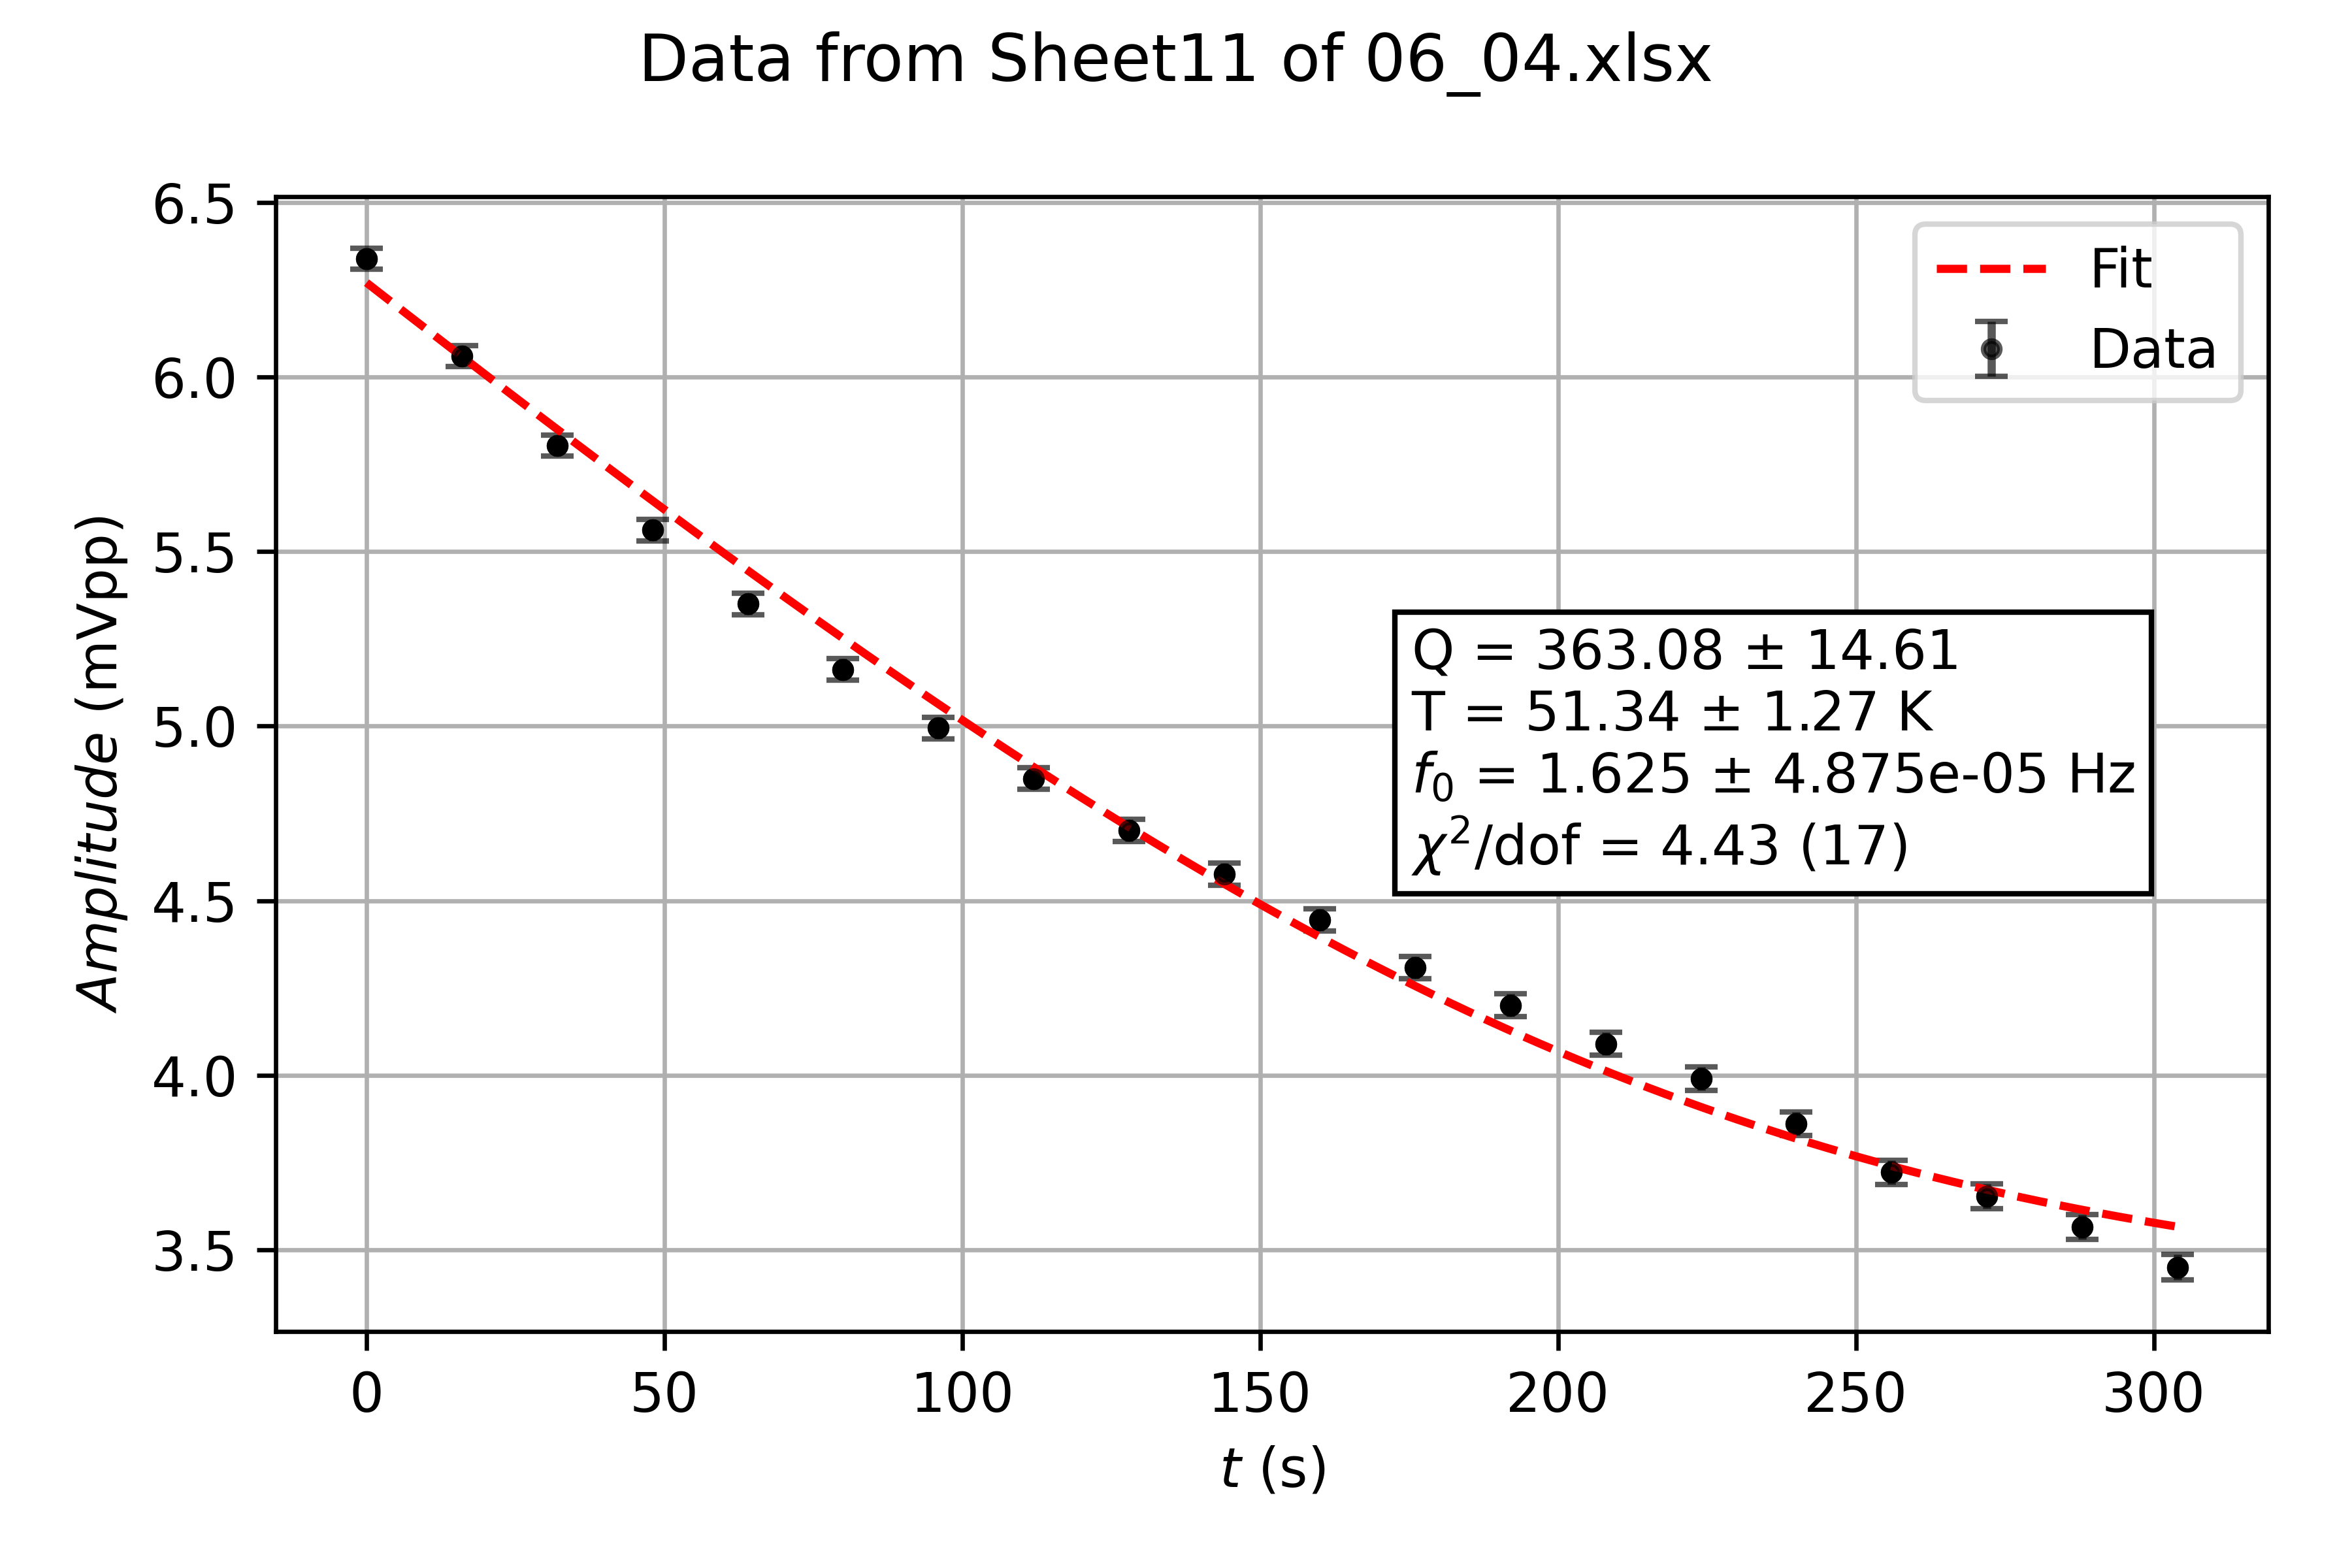 Data from Sheet11 of 06_04.xlsx
6.5
6.0
5.5
5.0
4.5
4.0
3.5
Amplitude (mVpp)
Fit
Data
Q = 363.08 ± 14.61
T = 51.34 ± 1.27 K
f₀ = 1.625 ± 4.875e-05 Hz
χ²/dof = 4.43 (17)
0 50 100 150 200 250 300
t (s)